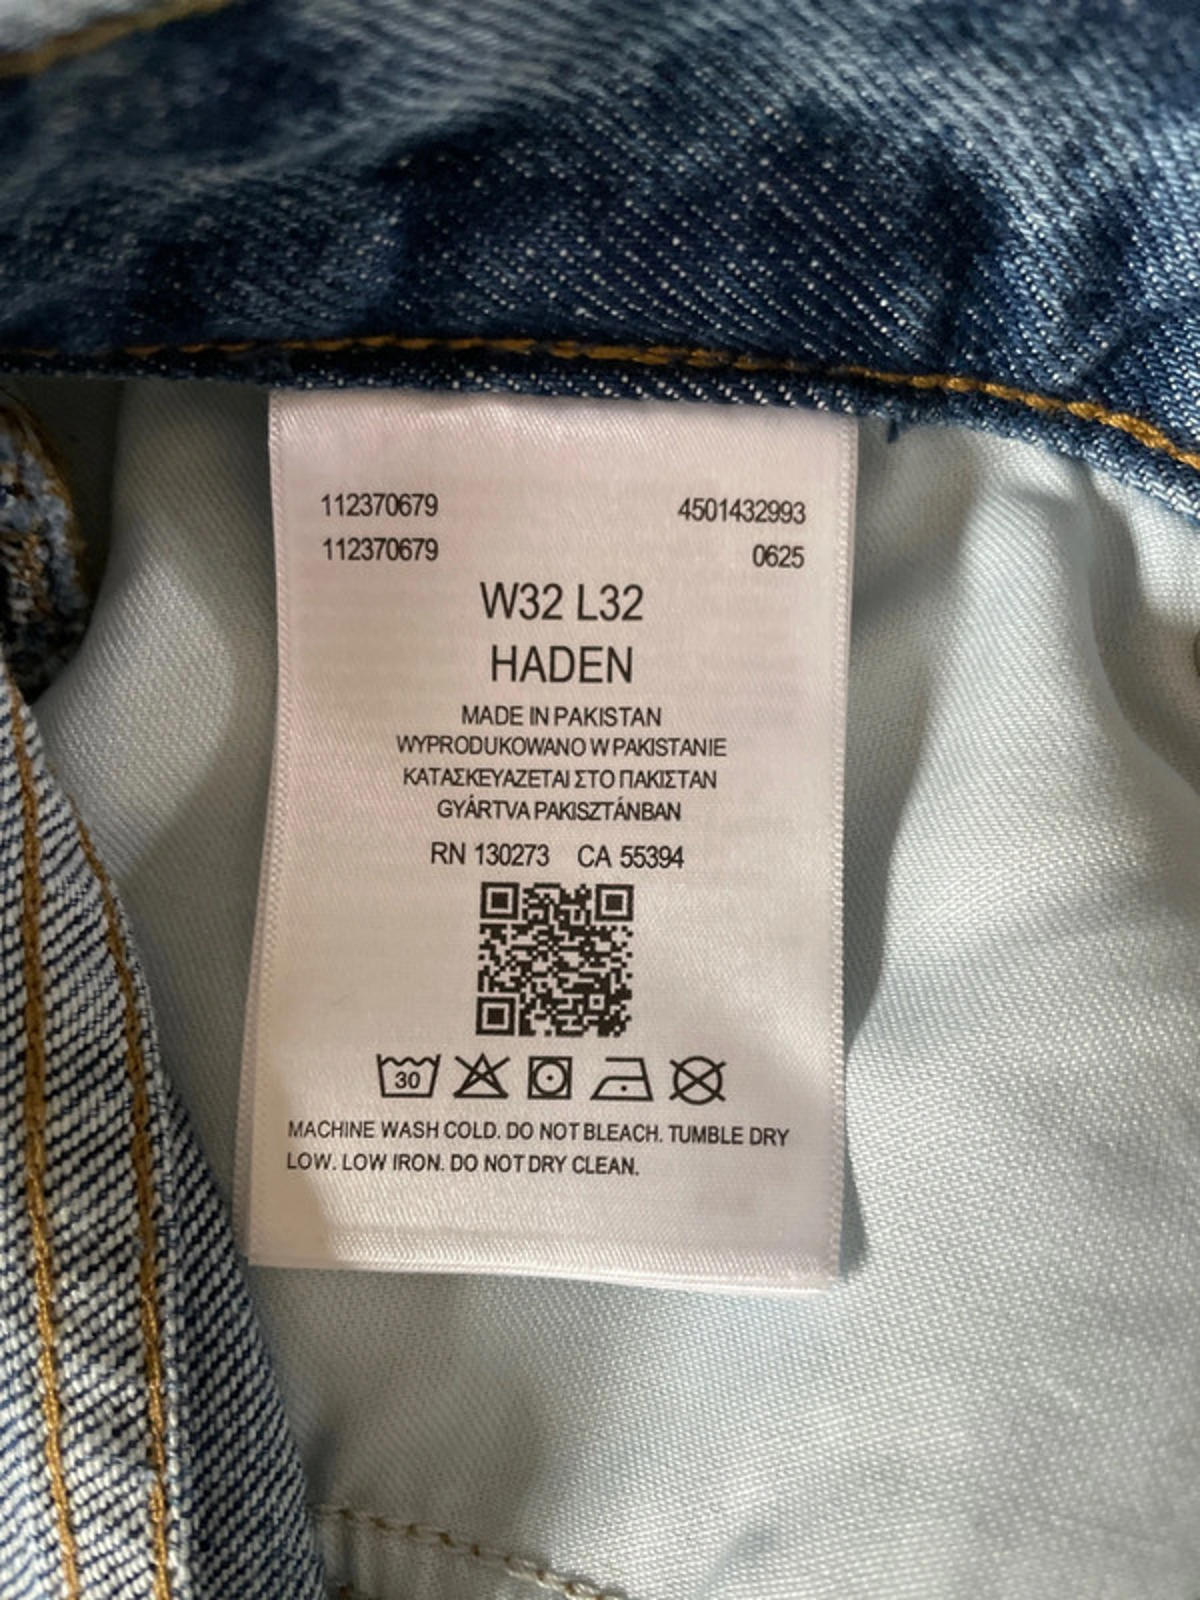 112370679 4501432993
112370679 0625
W32 L32
HADEN
MADE IN PAKISTAN
WYPRODUKOWANO W PAKISTANIE
ΚΑΤΑΣΚΕΥΑΖΕΤΑΙ ΣΤΟ ΠΑΚΙΣΤΑΝ
GYÁRTVA PAKISZTÁNBAN
RN 130273 CA 55394
30
MACHINE WASH COLD. DO NOT BLEACH. TUMBLE DRY
LOW. LOW IRON. DO NOT DRY CLEAN.